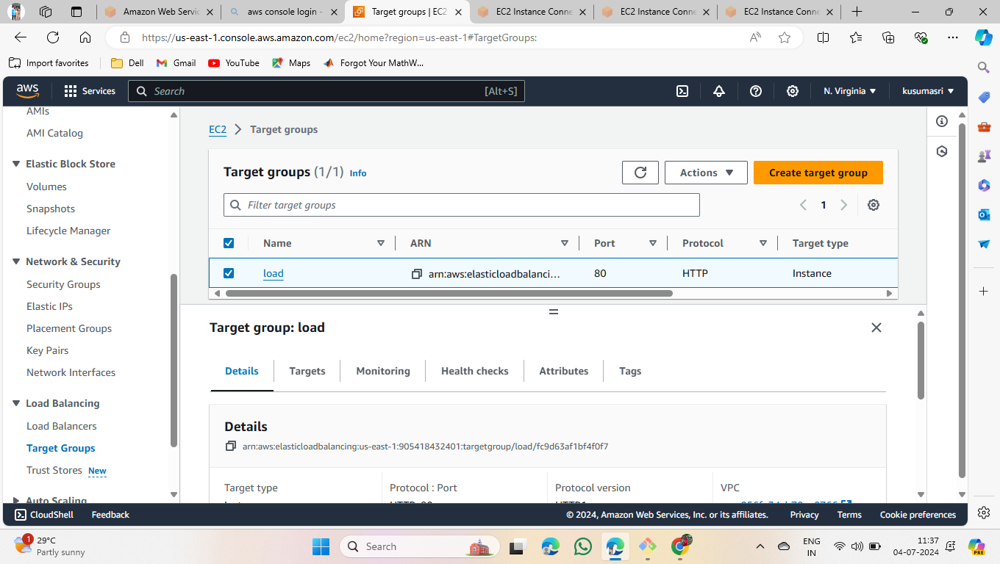 Amazon Web Servic
aws console login -
Target groups | EC2
EC2 Instance Conne
EC2 Instance Conne
EC2 Instance Conne
https://us-east-1.console.aws.amazon.com/ec2/home?region=us-east-1#TargetGroups:
Import favorites
Dell
Gmail
YouTube
Maps
Forgot Your MathW...
aws
Services
Search
[Alt+S]
N. Virginia
kusumasri
AMIs
AMI Catalog
Elastic Block Store
Volumes
Snapshots
Lifecycle Manager
Network & Security
Security Groups
Elastic IPs
Placement Groups
Key Pairs
Network Interfaces
Load Balancing
Load Balancers
Target Groups
Trust Stores New
Auto Scaling
EC2 > Target groups
Target groups (1/1) Info
Actions
Create target group
Filter target groups
1
Name ARN Port Protocol Target type
load arn:aws:elasticloadbalanci... 80 HTTP Instance
Target group: load
Details Targets Monitoring Health checks Attributes Tags
Details
arn:aws:elasticloadbalancing:us-east-1:905418432401:targetgroup/load/fc9d63af1bf4f0f7
Target type Protocol : Port Protocol version VPC
CloudShell Feedback
© 2024, Amazon Web Services, Inc. or its affiliates. Privacy Terms Cookie preferences
1
29°C
Partly sunny
Search
ENG
IN
11:37
04-07-2024
PRE